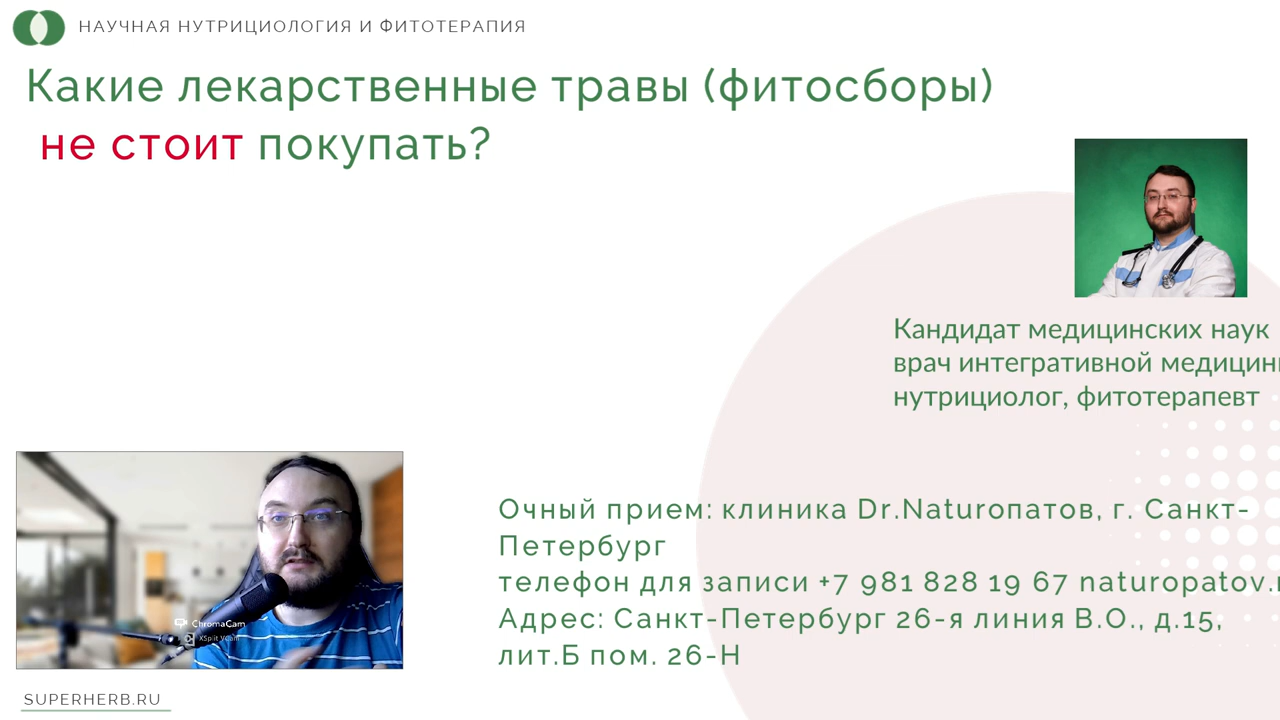 НАУЧНАЯ НУТРИЦИОЛОГИЯ И ФИТОТЕРАПИЯ
Какие лекарственные травы (фитосборы)
не стоит покупать?
Кандидат медицинских наук
врач интегративной медицин
нутрициолог, фитотерапевт
Очный прием: клиника Dr.Naturопатов, г. Санкт-
Петербург
телефон для записи +7 981 828 19 67 naturopatov.
Адрес: Санкт-Петербург 26-я линия В.О., д.15,
лит.Б пом. 26-Н
ChromaCam
XSplit VCam
SUPERHERB.RU